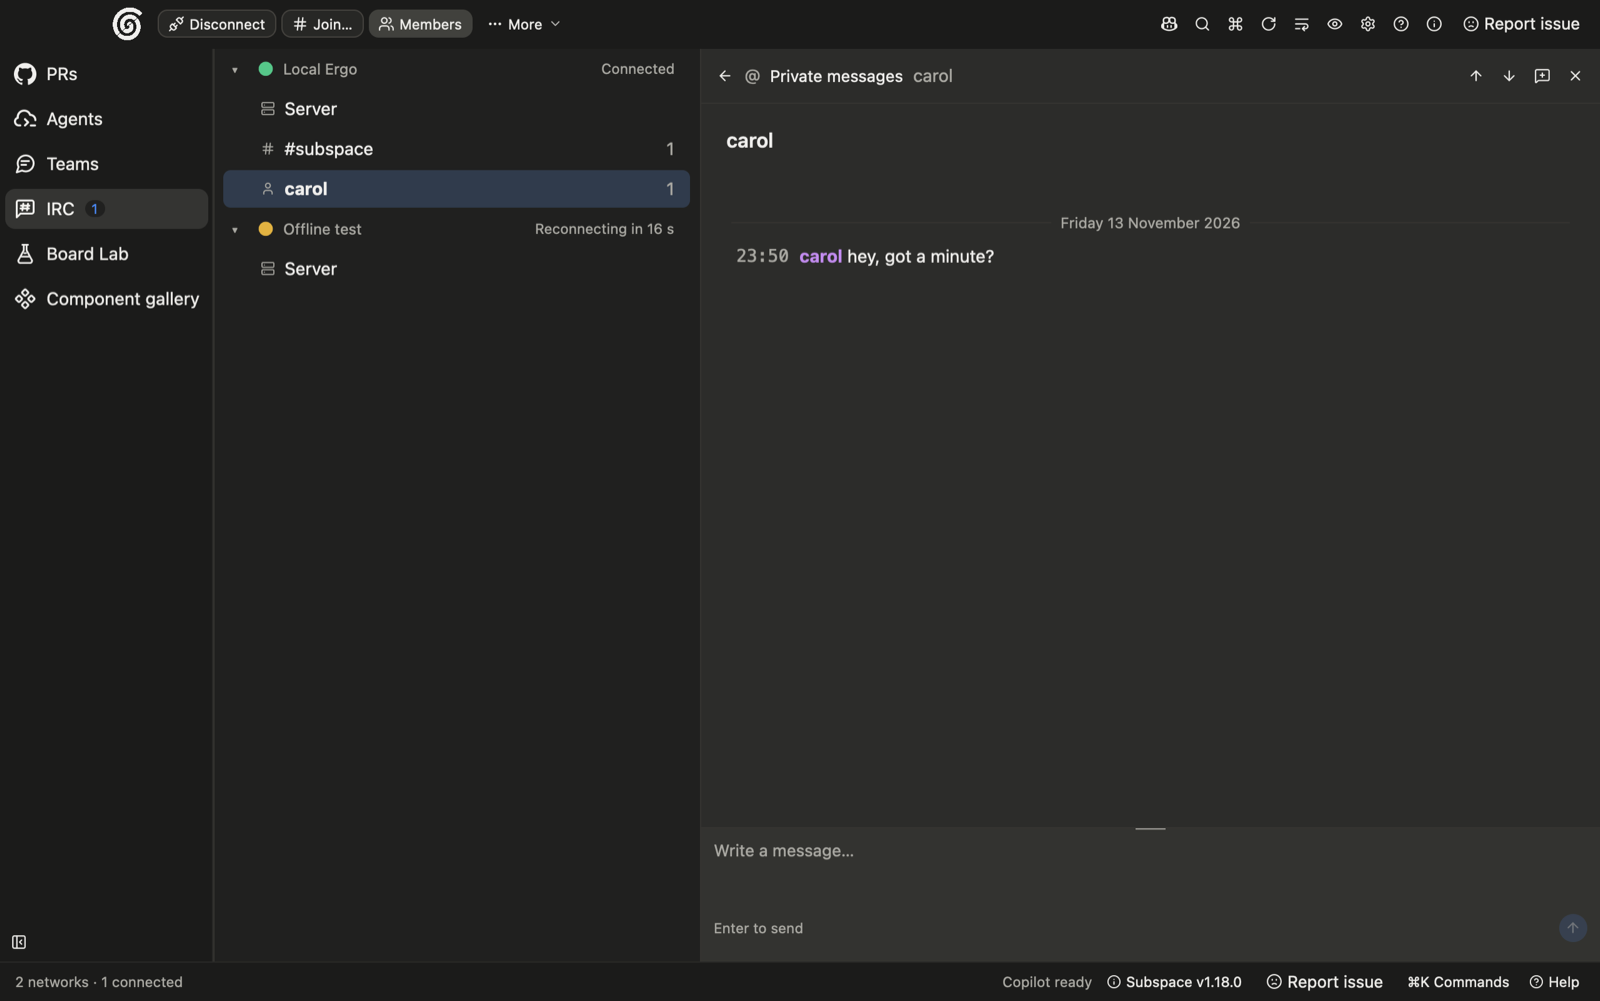 Disconnect
Join...
Members
More
Report issue
PRs
Agents
Teams
IRC 1
Board Lab
Component gallery
Local Ergo Connected
Server
# #subspace 1
carol 1
Offline test Reconnecting in 16 s
Server
@ Private messages carol
carol
Friday 13 November 2026
23:50 carol hey, got a minute?
Write a message...
Enter to send
2 networks · 1 connected
Copilot ready
Subspace v1.18.0
Report issue
⌘K Commands
Help